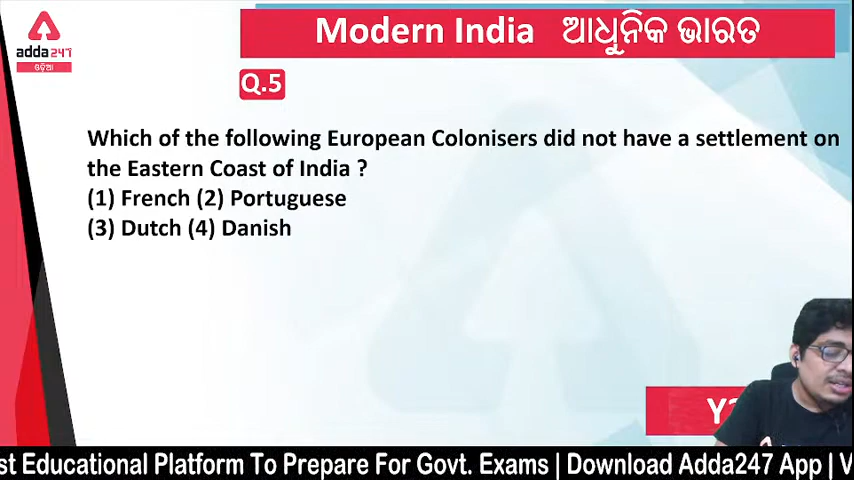 Modern India ଆଧୁନିକ ଭାରତ
adda247
ଓଡ଼ିଆ
Q.5
Which of the following European Colonisers did not have a settlement on
the Eastern Coast of India ?
(1) French (2) Portuguese
(3) Dutch (4) Danish
Educational Platform To Prepare For Govt. Exams | Download Adda247 App |